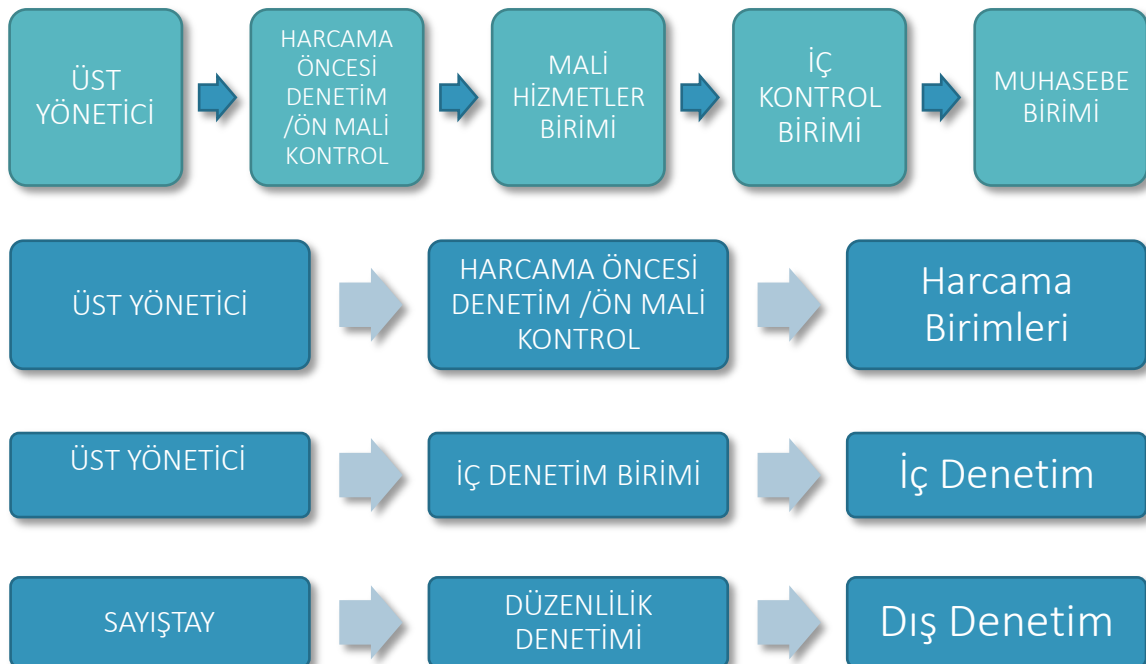 ÜST
YÖNETİCİ
HARCAMA
ÖNCESİ
DENETİM
/ÖN MALİ
KONTROL
MALİ
HİZMETLER
BİRİMİ
İÇ
KONTROL
BİRİMİ
MUHASEBE
BİRİMİ
ÜST YÖNETİCİ
HARCAMA ÖNCESİ
DENETİM /ÖN MALİ
KONTROL
Harcama
Birimleri
ÜST YÖNETİCİ
İÇ DENETİM BİRİMİ
İç Denetim
SAYIŞTAY
DÜZENLİLİK
DENETİMİ
Dış Denetim